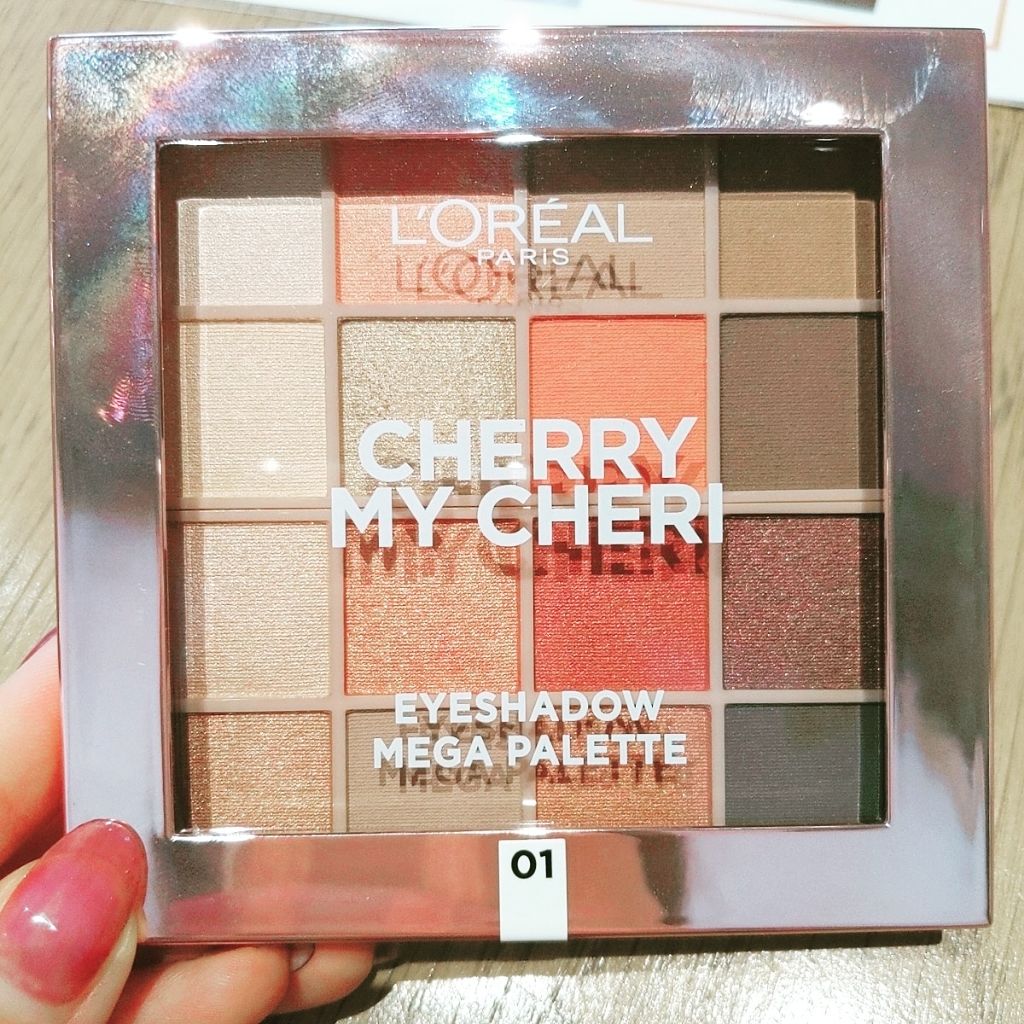 L'ORÉAL
PARIS
CHERRY
MY CHERI
EYESHADOW
MEGA PALETTE
01